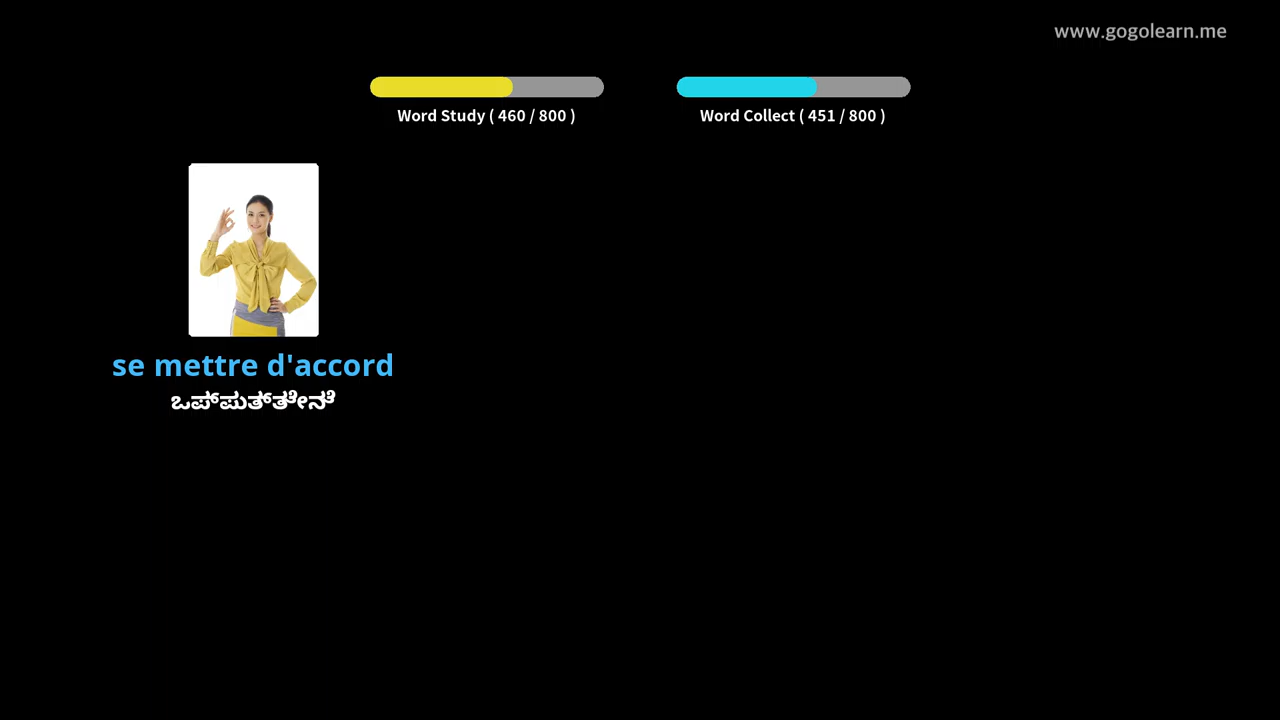 www.gogolearn.me
Word Study ( 460 / 800 )
Word Collect ( 451 / 800 )
se mettre d'accord
ಒಪ್ಪುತ್ತೇನೆ